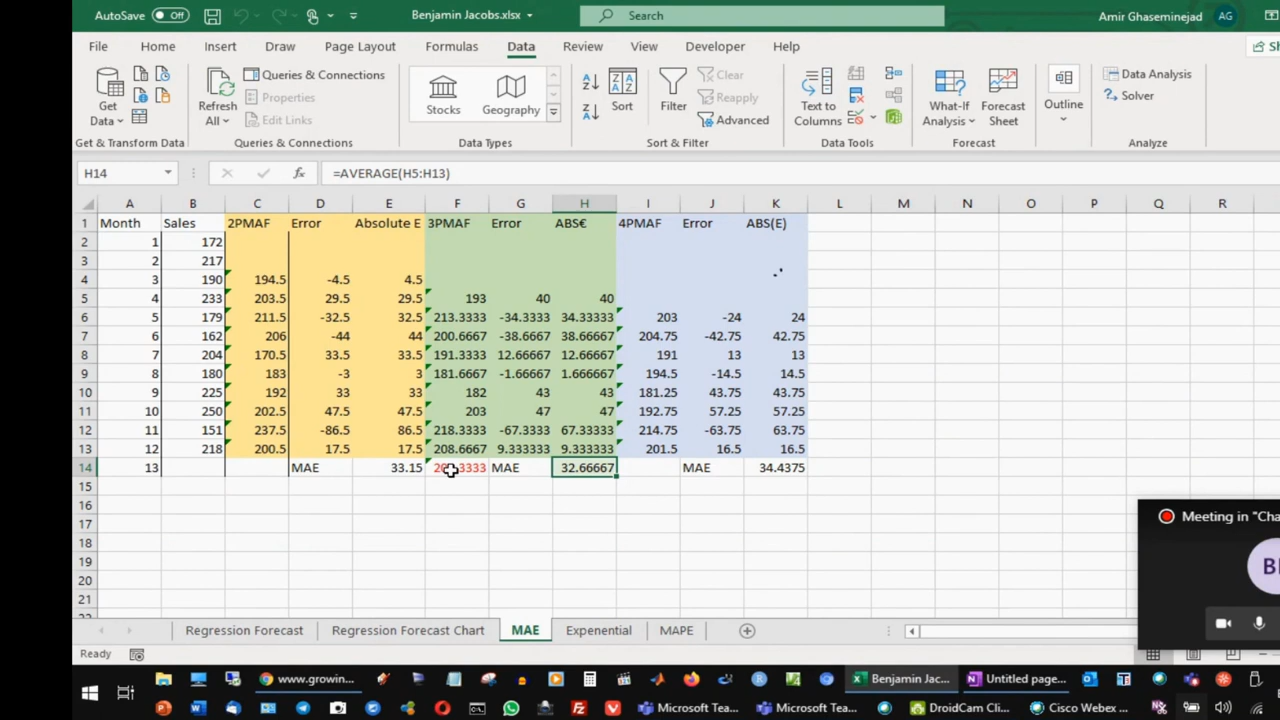 AutoSave Off Benjamin Jacobs.xlsx Search Amir Ghaseminejad AG
File Home Insert Draw Page Layout Formulas Data Review View Developer Help
Get Data Refresh All Queries & Connections Properties Edit Links Stocks Geography Sort Filter Clear Reapply Advanced Text to Columns What-If Analysis Forecast Sheet Outline Data Analysis Solver
Get & Transform Data Queries & Connections Data Types Sort & Filter Data Tools Forecast Analyze
H14 fx =AVERAGE(H5:H13)
A B C D E F G H I J K L M N O P Q R
1 Month Sales 2PMAF Error Absolute E 3PMAF Error ABS€ 4PMAF Error ABS(E)
2 1 172
3 2 217
4 3 190 194.5 -4.5 4.5
5 4 233 203.5 29.5 29.5 193 40 40
6 5 179 211.5 -32.5 32.5 213.3333 -34.3333 34.33333 203 -24 24
7 6 162 206 -44 44 200.6667 -38.6667 38.66667 204.75 -42.75 42.75
8 7 204 170.5 33.5 33.5 191.3333 12.66667 12.66667 191 13 13
9 8 180 183 -3 3 181.6667 -1.66667 1.666667 194.5 -14.5 14.5
10 9 225 192 33 33 182 43 43 181.25 43.75 43.75
11 10 250 202.5 47.5 47.5 203 47 47 192.75 57.25 57.25
12 11 151 237.5 -86.5 86.5 218.3333 -67.3333 67.33333 214.75 -63.75 63.75
13 12 218 200.5 17.5 17.5 208.6667 9.333333 9.333333 201.5 16.5 16.5
14 13 MAE 33.15 MAE 32.66667 MAE 34.4375
15
16
17
18
19
20
21
Meeting in "Cha
Regression Forecast Regression Forecast Chart MAE Expenential MAPE
Ready
www.growin... Benjamin Jac... Untitled page...
Microsoft Tea... Microsoft Tea... DroidCam Cli... Cisco Webex ...